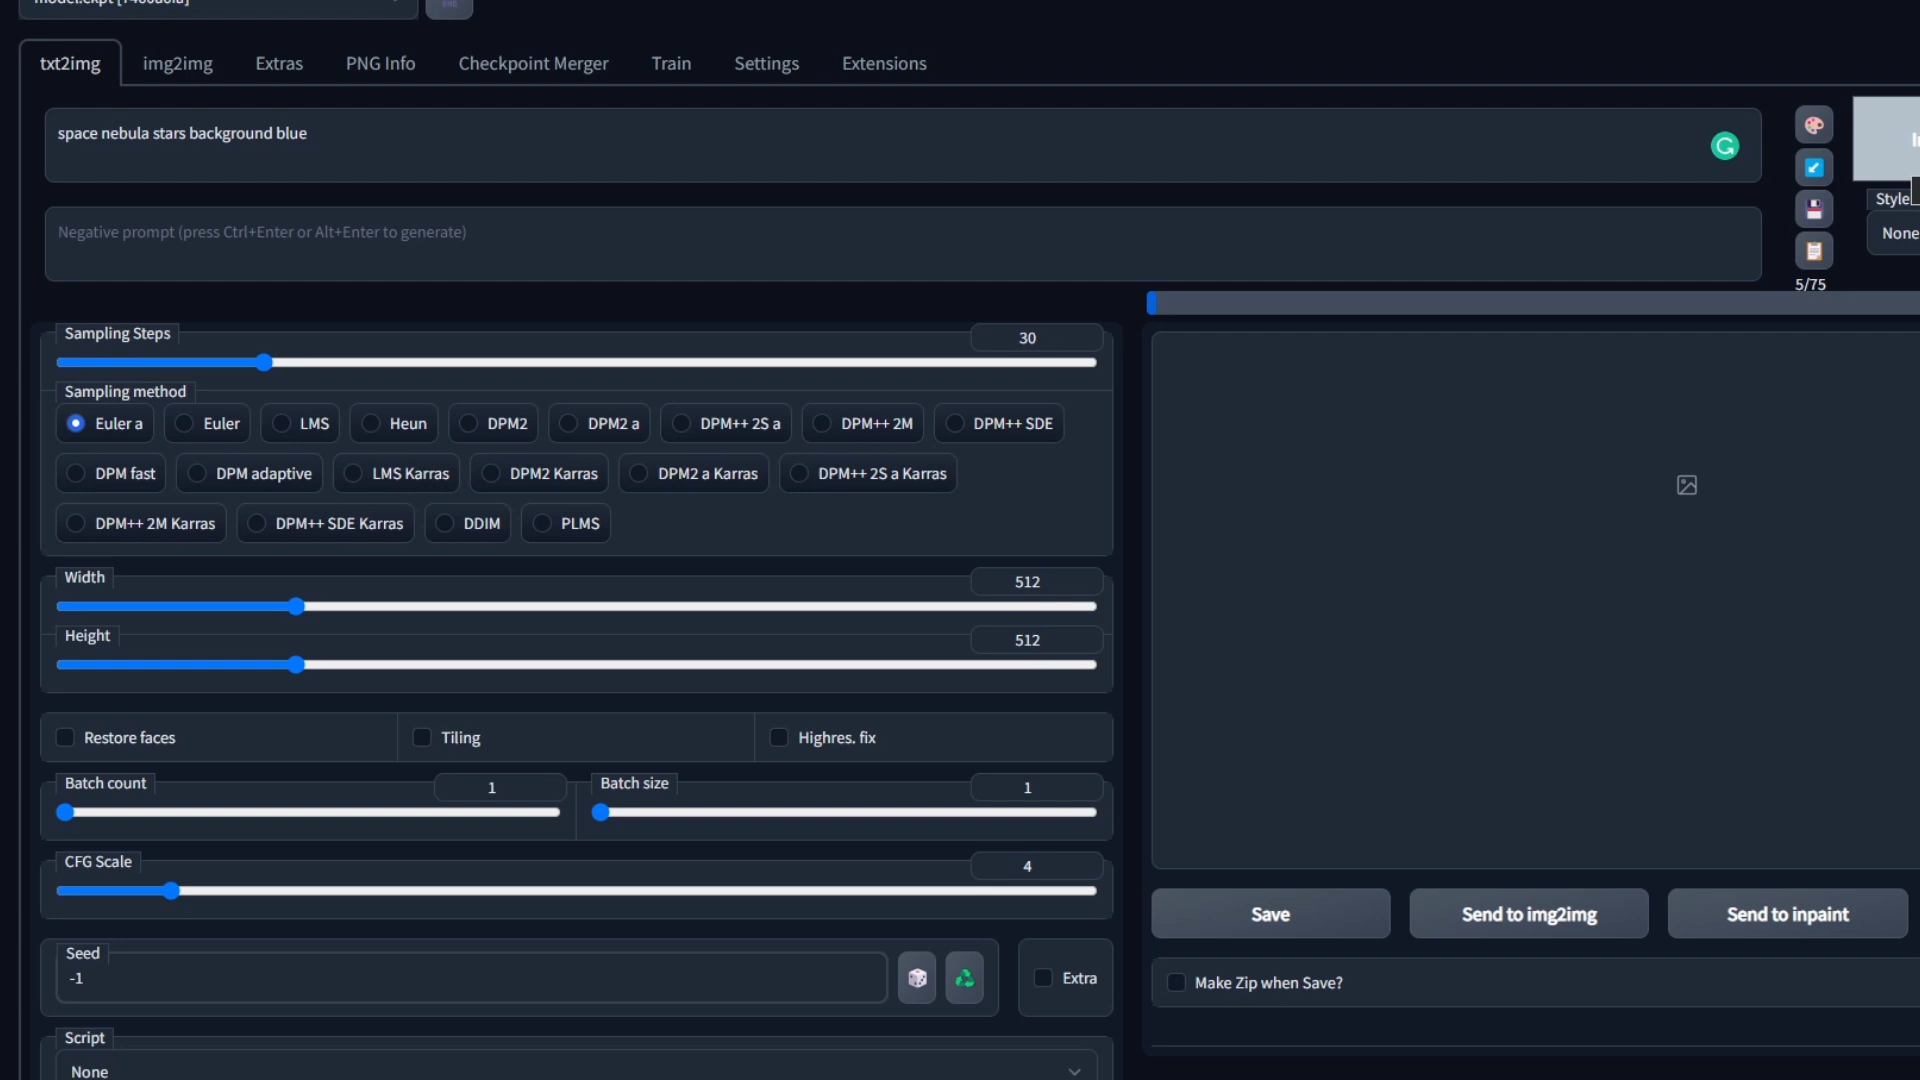 txt2img img2img Extras PNG Info Checkpoint Merger Train Settings Extensions
space nebula stars background blue
Negative prompt (press Ctrl+Enter or Alt+Enter to generate)
Style
None
5/75
Sampling Steps 30
Sampling method
Euler a Euler LMS Heun DPM2 DPM2 a DPM++ 2S a DPM++ 2M DPM++ SDE
DPM fast DPM adaptive LMS Karras DPM2 Karras DPM2 a Karras DPM++ 2S a Karras
DPM++ 2M Karras DPM++ SDE Karras DDIM PLMS
Width 512
Height 512
Restore faces Tiling Highres. fix
Batch count 1 Batch size 1
CFG Scale 4
Save Send to img2img Send to inpaint
Seed
-1
Extra
Make Zip when Save?
Script
None